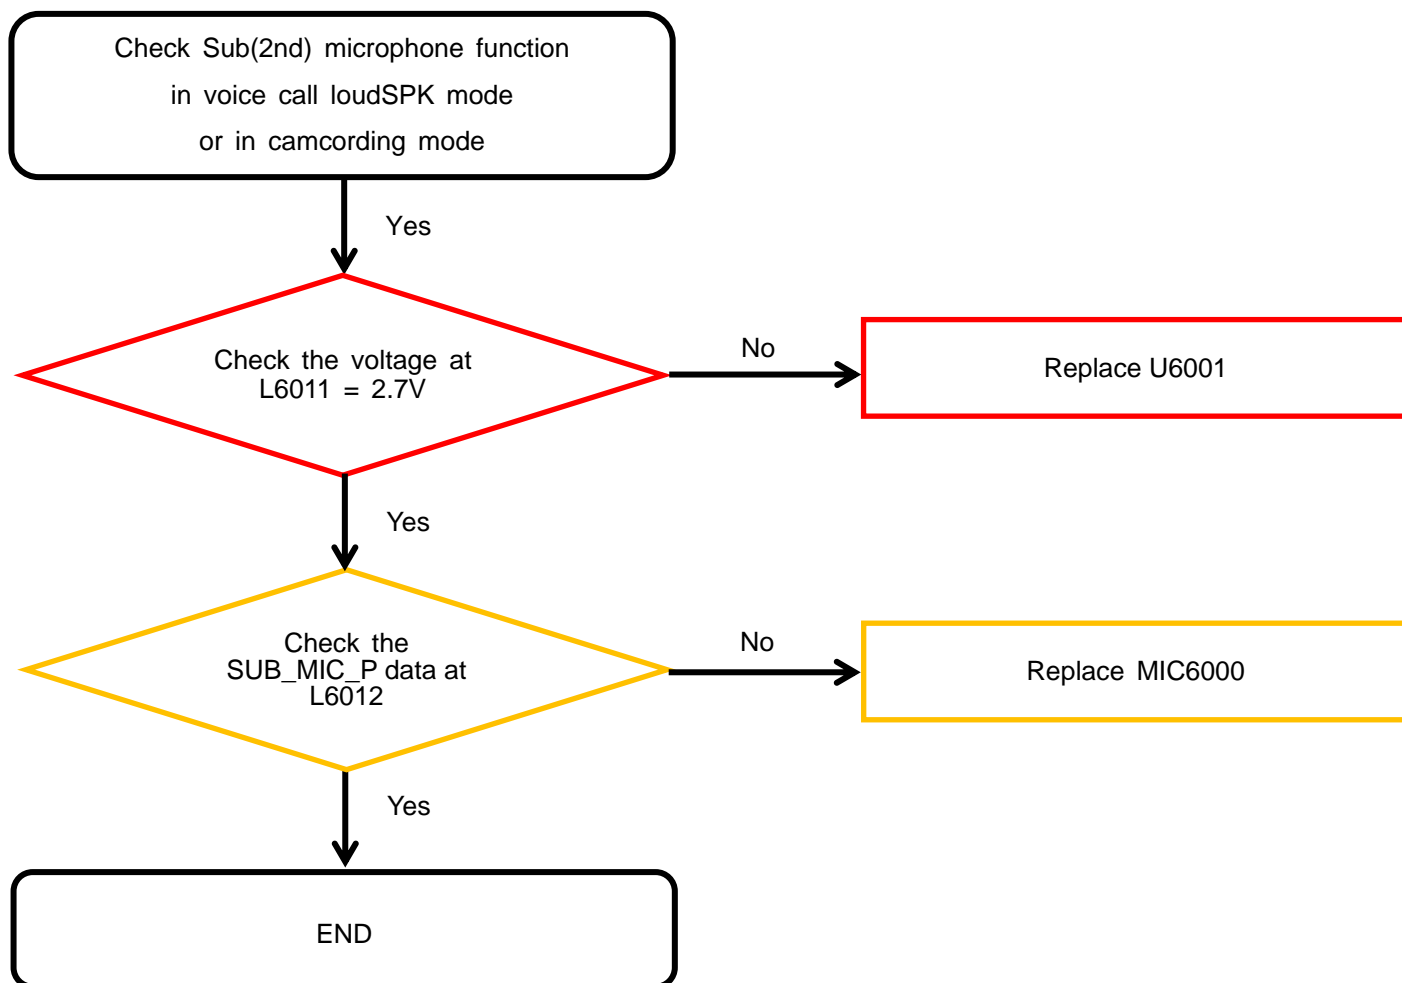 Check Sub(2nd) microphone function
in voice call loudSPK mode
or in camcording mode
Yes
Check the voltage at
L6011 = 2.7V
No
Replace U6001
Yes
Check the
SUB_MIC_P data at
L6012
No
Replace MIC6000
Yes
END